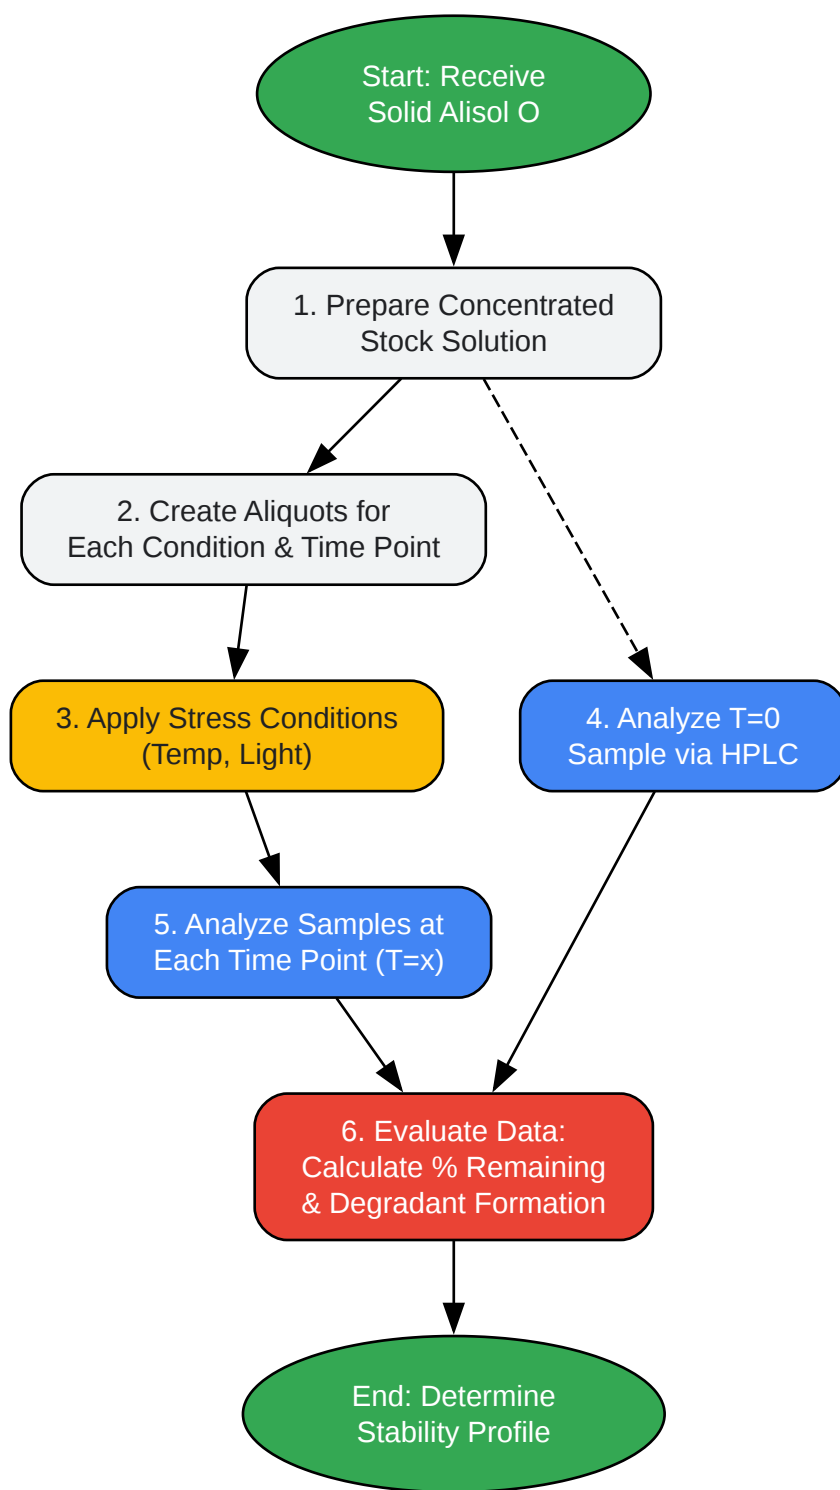 Start: Receive
Solid Alisol O
1. Prepare Concentrated
Stock Solution
2. Create Aliquots for
Each Condition & Time Point
3. Apply Stress Conditions
(Temp, Light)
4. Analyze T=0
Sample via HPLC
5. Analyze Samples at
Each Time Point (T=x)
6. Evaluate Data:
Calculate % Remaining
& Degradant Formation
End: Determine
Stability Profile